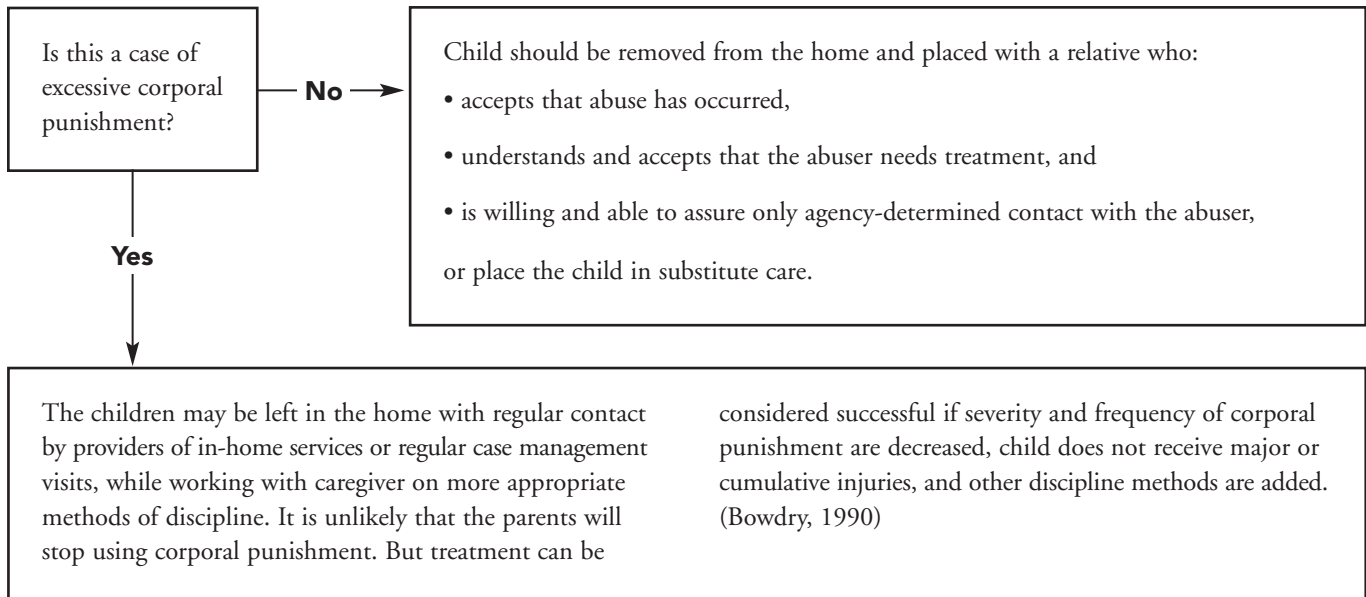 Is this a case of
excessive corporal
punishment?
No
Child should be removed from the home and placed with a relative who:
• accepts that abuse has occurred,
• understands and accepts that the abuser needs treatment, and
• is willing and able to assure only agency-determined contact with the abuser,
or place the child in substitute care.
Yes
The children may be left in the home with regular contact
by providers of in-home services or regular case management
visits, while working with caregiver on more appropriate
methods of discipline. It is unlikely that the parents will
stop using corporal punishment. But treatment can be
considered successful if severity and frequency of corporal
punishment are decreased, child does not receive major or
cumulative injuries, and other discipline methods are added.
(Bowdry, 1990)